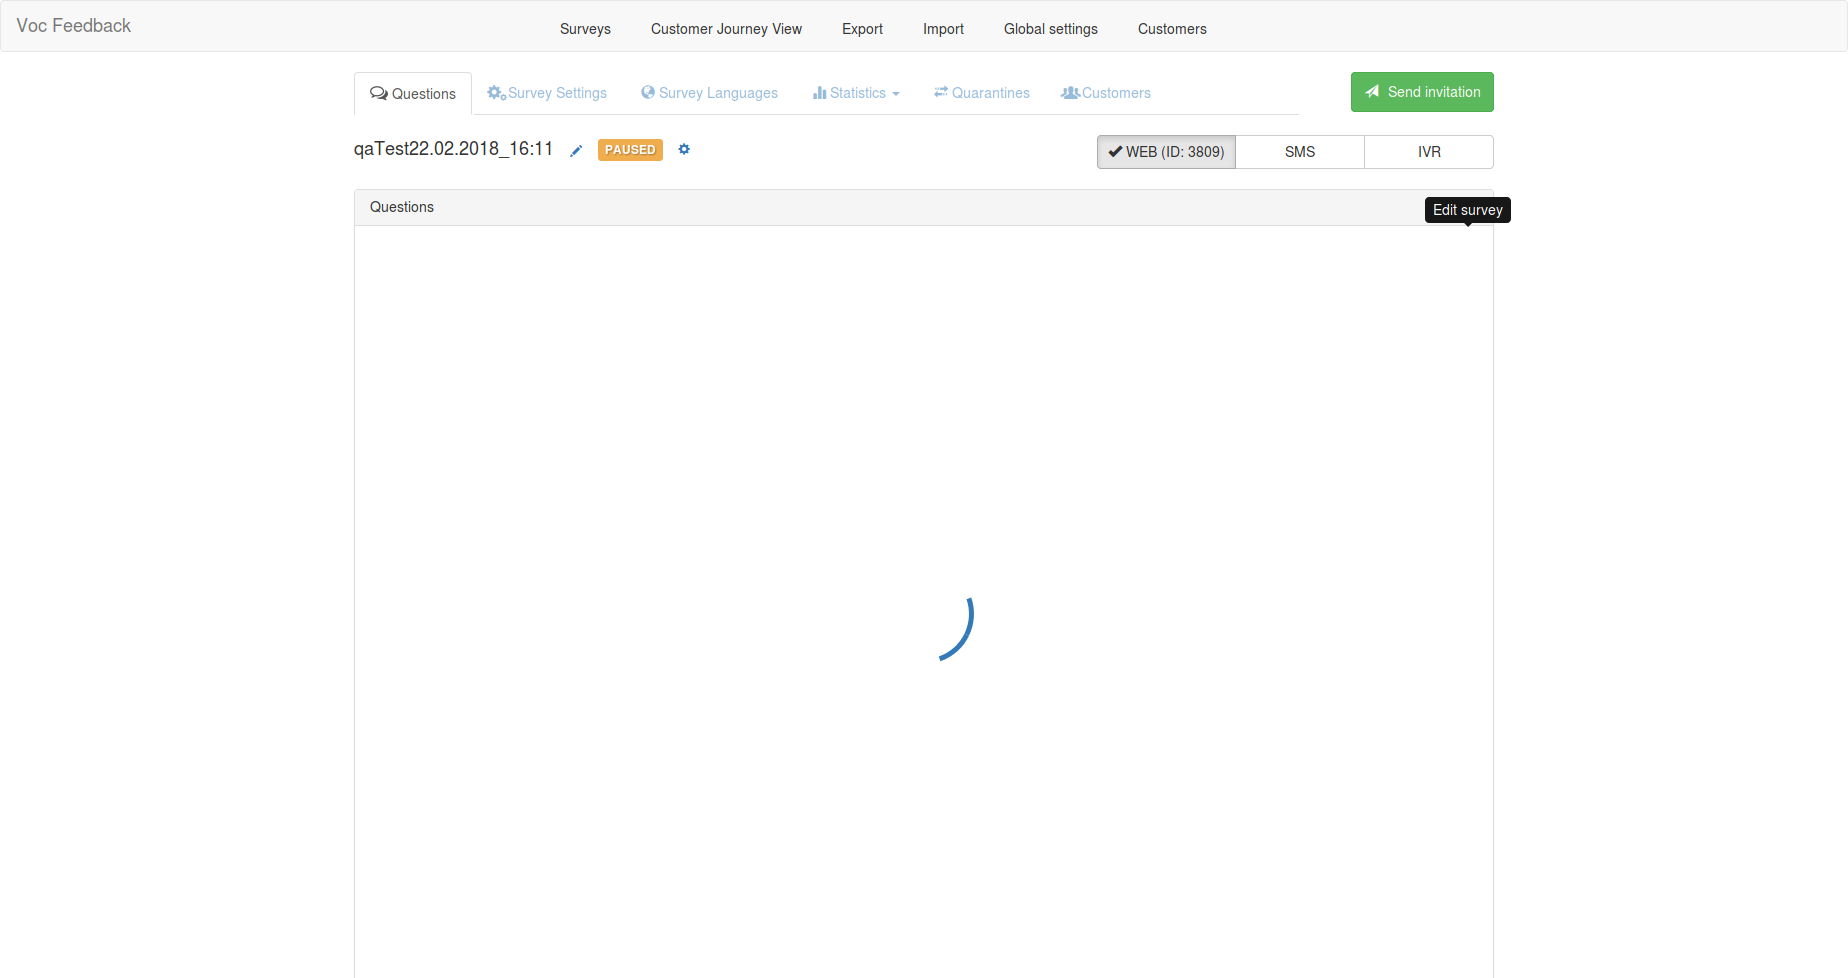 Voc Feedback Surveys Customer Journey View Export Import Global settings Customers
Questions Survey Settings Survey Languages Statistics Quarantines Customers Send invitation
qaTest22.02.2018_16:11 PAUSED WEB (ID: 3809) SMS IVR
Questions
Edit survey